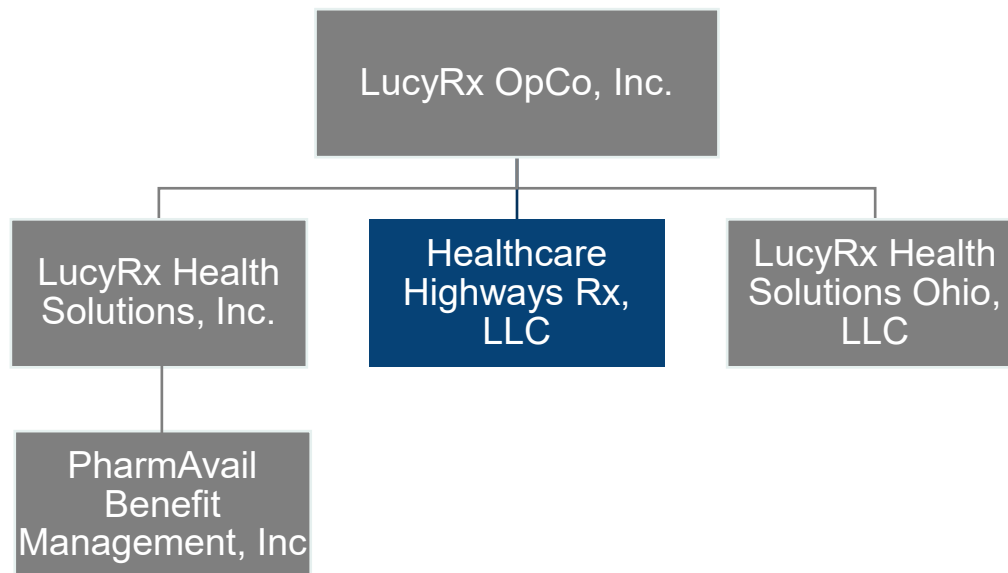 LucyRx OpCo, Inc.
LucyRx Health
Solutions, Inc.
Healthcare
Highways Rx,
LLC
LucyRx Health
Solutions Ohio,
LLC
PharmAvail
Benefit
Management, Inc